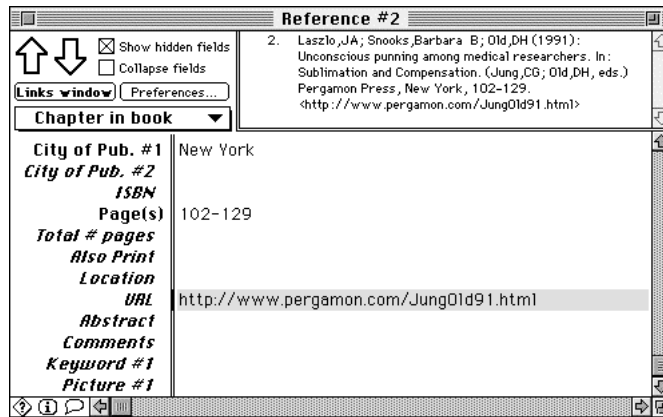 Reference #2
Show hidden fields
Collapse fields
Links window
Preferences...
Chapter in book
2. Laszlo,JA; Snooks,Barbara B; Old,DH (1991):
Unconscious punning among medical researchers. In:
Sublimation and Compensation. (Jung,CG; Old,DH, eds.)
Pergamon Press, New York, 102-129.
<http://www.pergamon.com/JungOld91.html>
City of Pub. #1 New York
City of Pub. #2
ISBN
Page(s) 102-129
Total # pages
Also Print
Location
URL http://www.pergamon.com/JungOld91.html
Abstract
Comments
Keyword #1
Picture #1